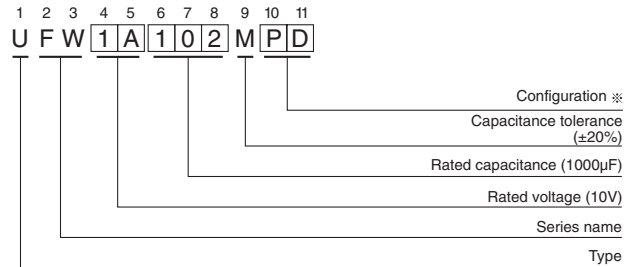 1 2 3 4 5 6 7 8 9 10 11
U F W 1 A 1 0 2 M P D
Configuration ※
Capacitance tolerance
(±20%)
Rated capacitance (1000µF)
Rated voltage (10V)
Series name
Type